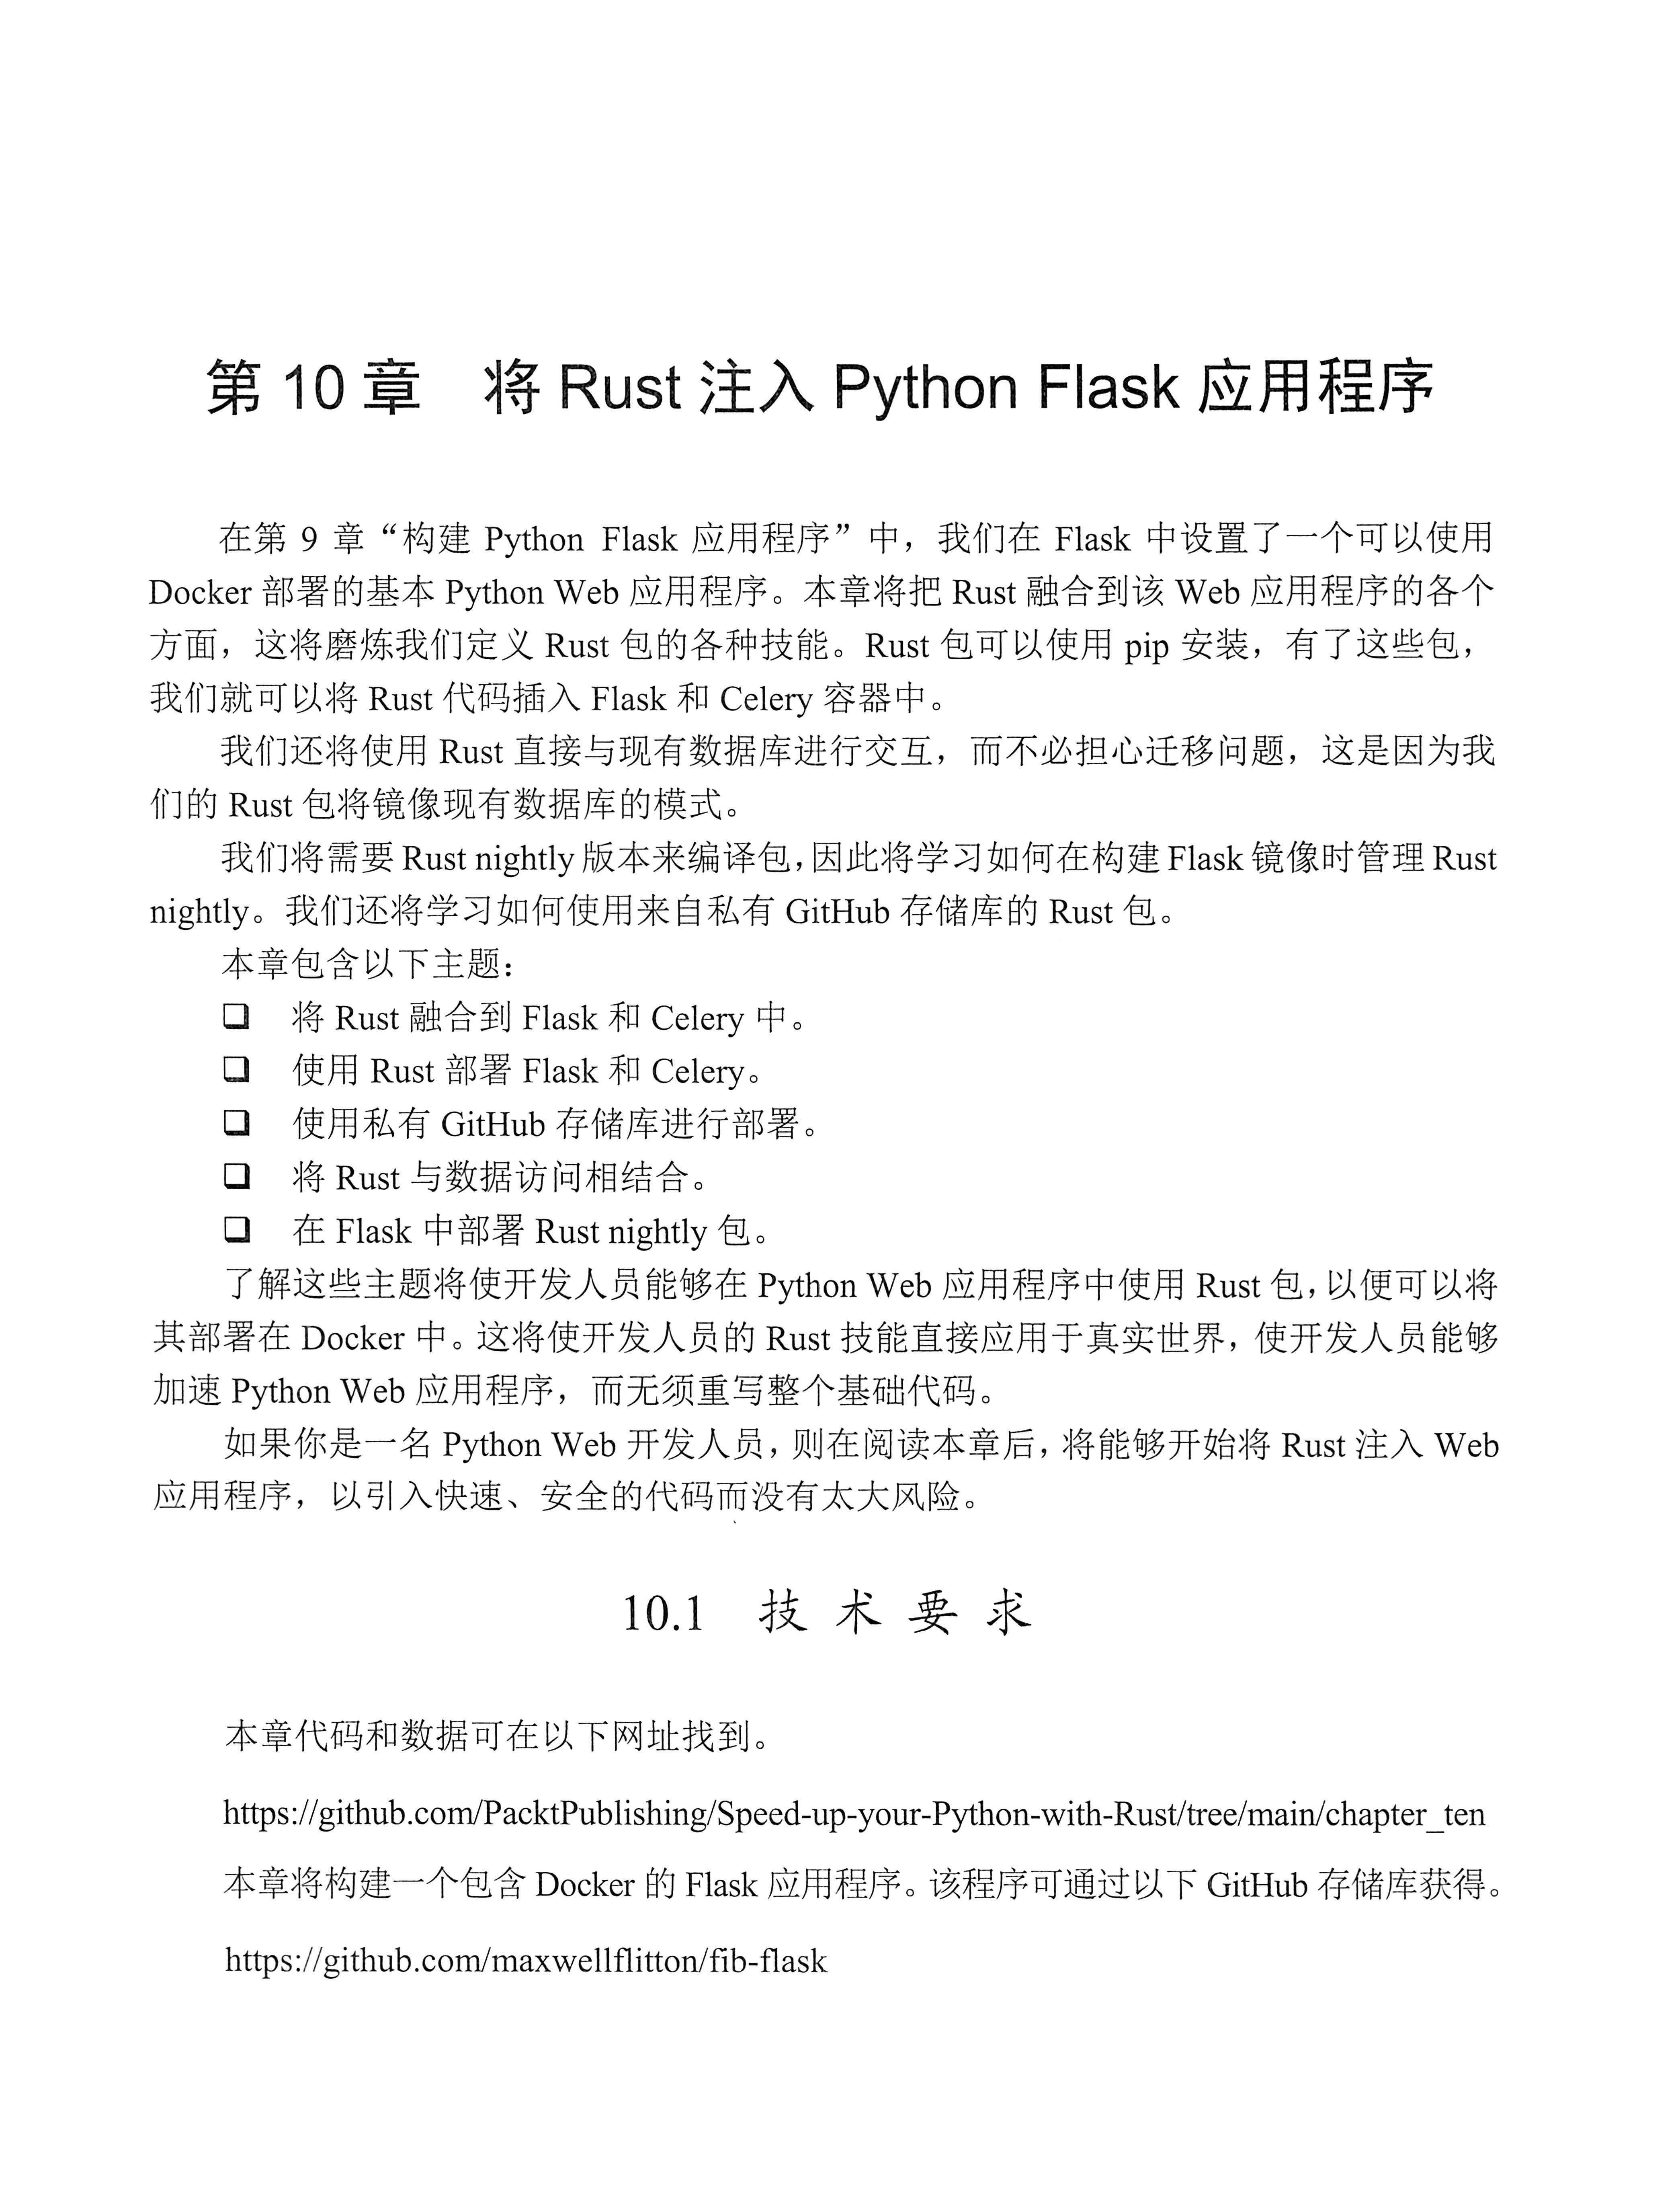 第 10 章　将 Rust 注入 Python Flask 应用程序
在第 9 章“构建 Python Flask 应用程序”中，我们在 Flask 中设置了一个可以使用
Docker 部署的基本 Python Web 应用程序。本章将把 Rust 融合到该 Web 应用程序的各个
方面，这将磨炼我们定义 Rust 包的各种技能。Rust 包可以使用 pip 安装，有了这些包，
我们就可以将 Rust 代码插入 Flask 和 Celery 容器中。
我们还将使用 Rust 直接与现有数据库进行交互，而不必担心迁移问题，这是因为我
们的 Rust 包将镜像现有数据库的模式。
我们将需要 Rust nightly 版本来编译包，因此将学习如何在构建 Flask 镜像时管理 Rust
nightly。我们还将学习如何使用来自私有 GitHub 存储库的 Rust 包。
本章包含以下主题：
❏ 将 Rust 融合到 Flask 和 Celery 中。
❏ 使用 Rust 部署 Flask 和 Celery。
❏ 使用私有 GitHub 存储库进行部署。
❏ 将 Rust 与数据访问相结合。
❏ 在 Flask 中部署 Rust nightly 包。
了解这些主题将使开发人员能够在 Python Web 应用程序中使用 Rust 包，以便可以将
其部署在 Docker 中。这将使开发人员的 Rust 技能直接应用于真实世界，使开发人员能够
加速 Python Web 应用程序，而无须重写整个基础代码。
如果你是一名 Python Web 开发人员，则在阅读本章后，将能够开始将 Rust 注入 Web
应用程序，以引入快速、安全的代码而没有太大风险。
10.1　技 术 要 求
本章代码和数据可在以下网址找到。
https://github.com/PacktPublishing/Speed-up-your-Python-with-Rust/tree/main/chapter_ten
本章将构建一个包含 Docker 的 Flask 应用程序。该程序可通过以下 GitHub 存储库获得。
https://github.com/maxwellflitton/fib-flask